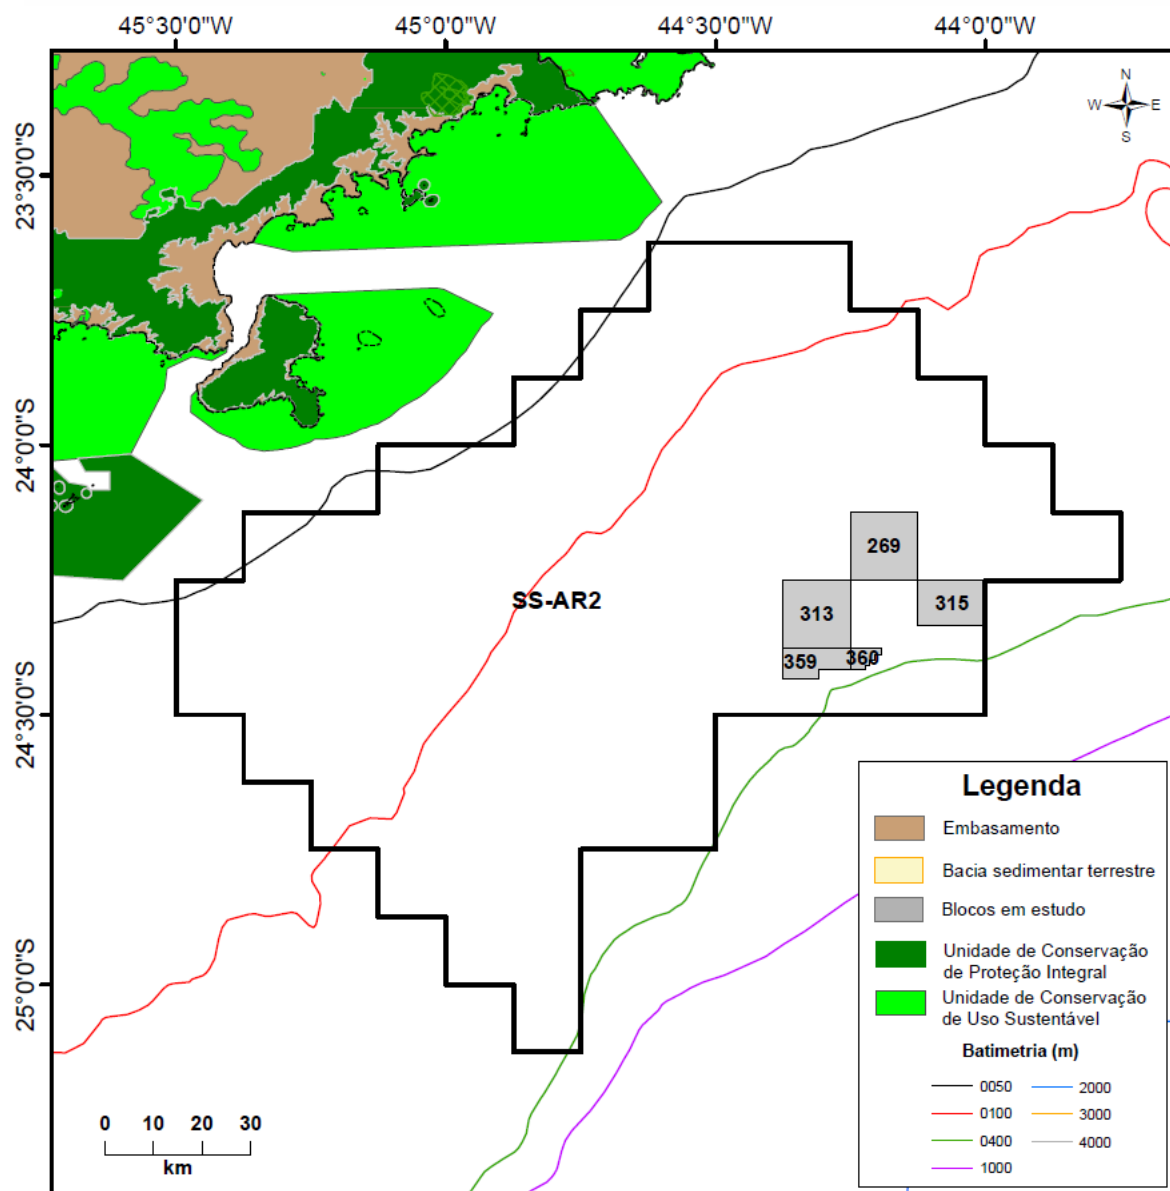 45°30'0"W 45°0'0"W 44°30'0"W 44°0'0"W
N
W E
S
23°30'0"S
24°0'0"S
24°30'0"S
25°0'0"S
269
313
315
359
360
SS-AR2
Legenda
Embasamento
Bacia sedimentar terrestre
Blocos em estudo
Unidade de Conservação
de Proteção Integral
Unidade de Conservação
de Uso Sustentável
Batimetria (m)
0050 2000
0100 3000
0400 4000
1000
0 10 20 30
km